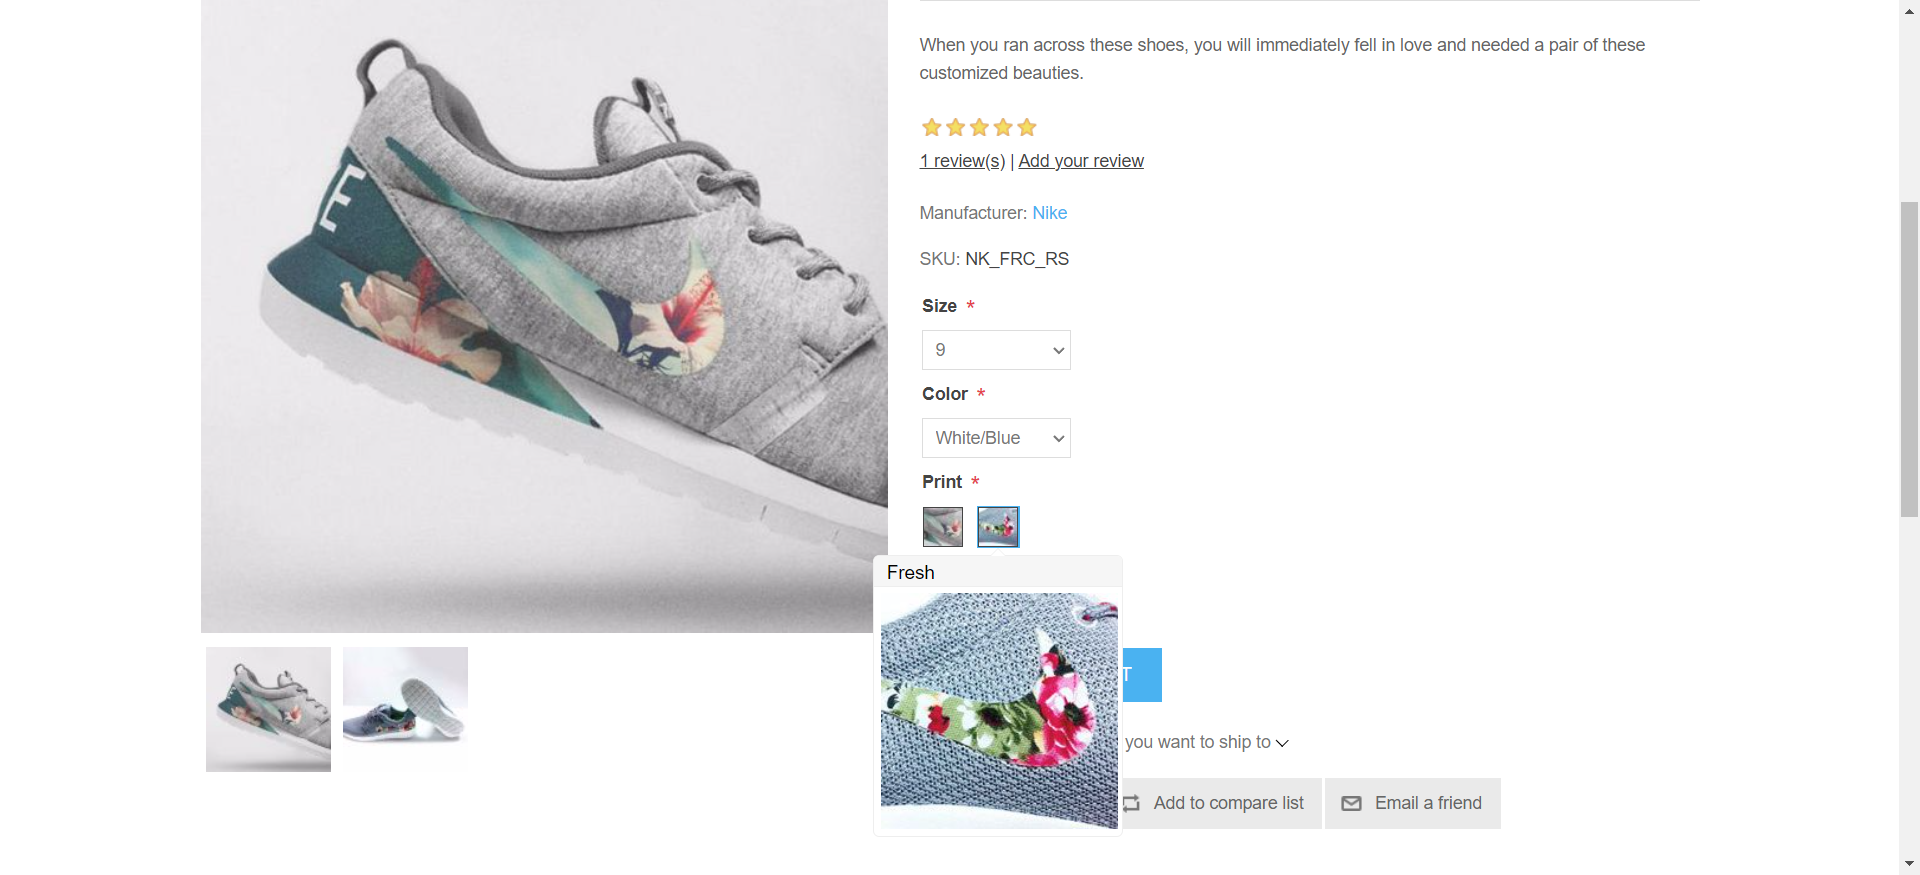 When you ran across these shoes, you will immediately fell in love and needed a pair of these
customized beauties.
1 review(s) | Add your review
Manufacturer: Nike
SKU: NK_FRC_RS
Size *
9
Color *
White/Blue
Print *
Fresh
T
you want to ship to
Add to compare list
Email a friend
E